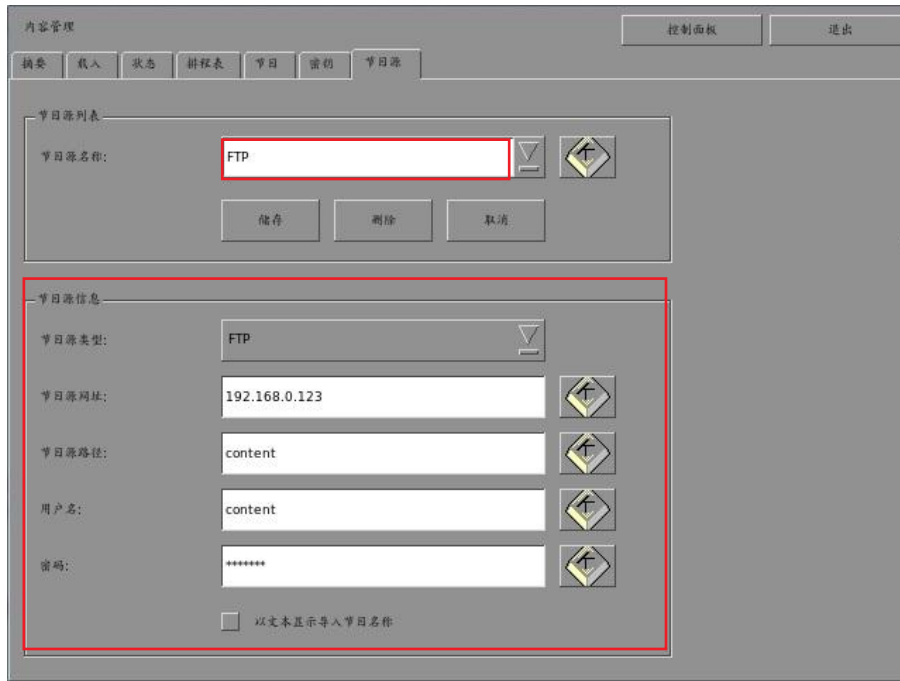 内容管理
控制面板
退出
摘要 载入 状态 排程表 节目 密钥 节目源
节目源列表
节目源名称: FTP
储存 删除 取消
节目源信息
节目源类型: FTP
节目源网址: 192.168.0.123
节目源路径: content
用户名: content
密码: *******
以文本显示导入节目名称